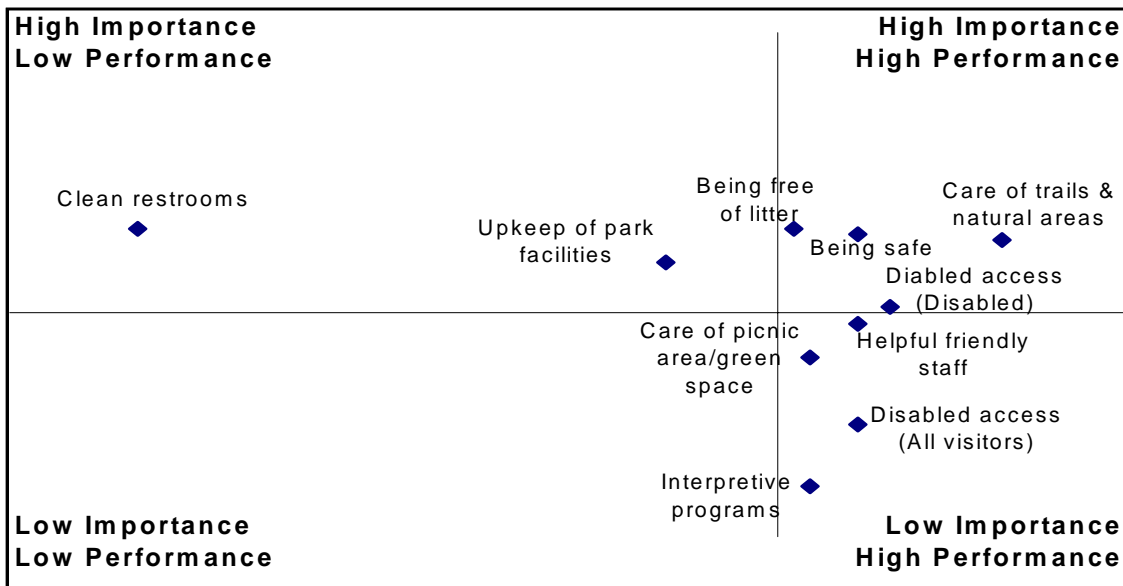 High Importance
Low Performance
High Importance
High Performance
Clean restrooms
Upkeep of park
facilities
Being free
of litter
Being safe
Care of trails &
natural areas
Diabled access
(Disabled)
Care of picnic
area/green
space
Helpful friendly
staff
Disabled access
(All visitors)
Interpretive
programs
Low Importance
Low Performance
Low Importance
High Performance